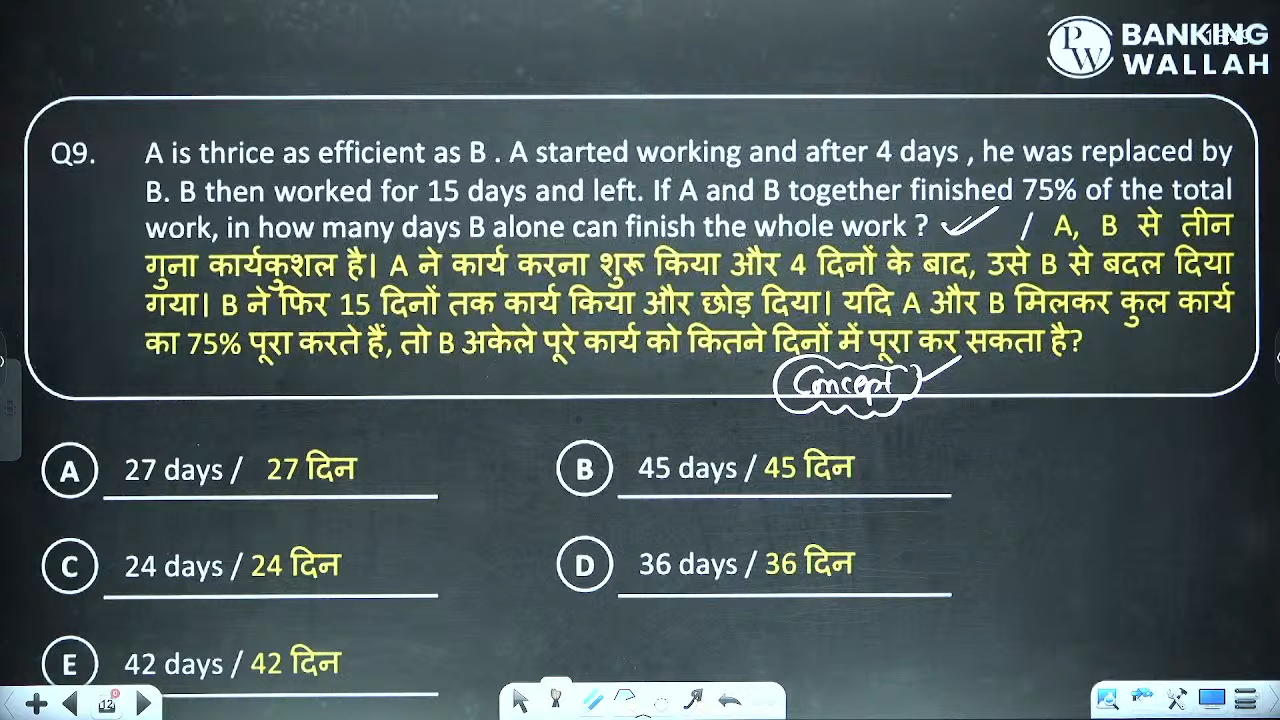 BANKING
WALLAH
Q9. A is thrice as efficient as B . A started working and after 4 days , he was replaced by
B. B then worked for 15 days and left. If A and B together finished 75% of the total
work, in how many days B alone can finish the whole work ? / A, B से तीन
गुना कार्यकुशल है। A ने कार्य करना शुरू किया और 4 दिनों के बाद, उसे B से बदल दिया
गया। B ने फिर 15 दिनों तक कार्य किया और छोड़ दिया। यदि A और B मिलकर कुल कार्य
का 75% पूरा करते हैं, तो B अकेले पूरे कार्य को कितने दिनों में पूरा कर सकता है?
Concept
A 27 days / 27 दिन
B 45 days / 45 दिन
C 24 days / 24 दिन
D 36 days / 36 दिन
E 42 days / 42 दिन
12